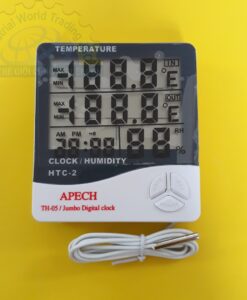 TEMPERATURE
MAX
MIN
188.8°E
IN
MAX
MIN
188.8°E
OUT
AM PM
RH
88%
CLOCK / HUMIDITY
HTC-2
APECH
TH-05 / Jumbo Digital clock